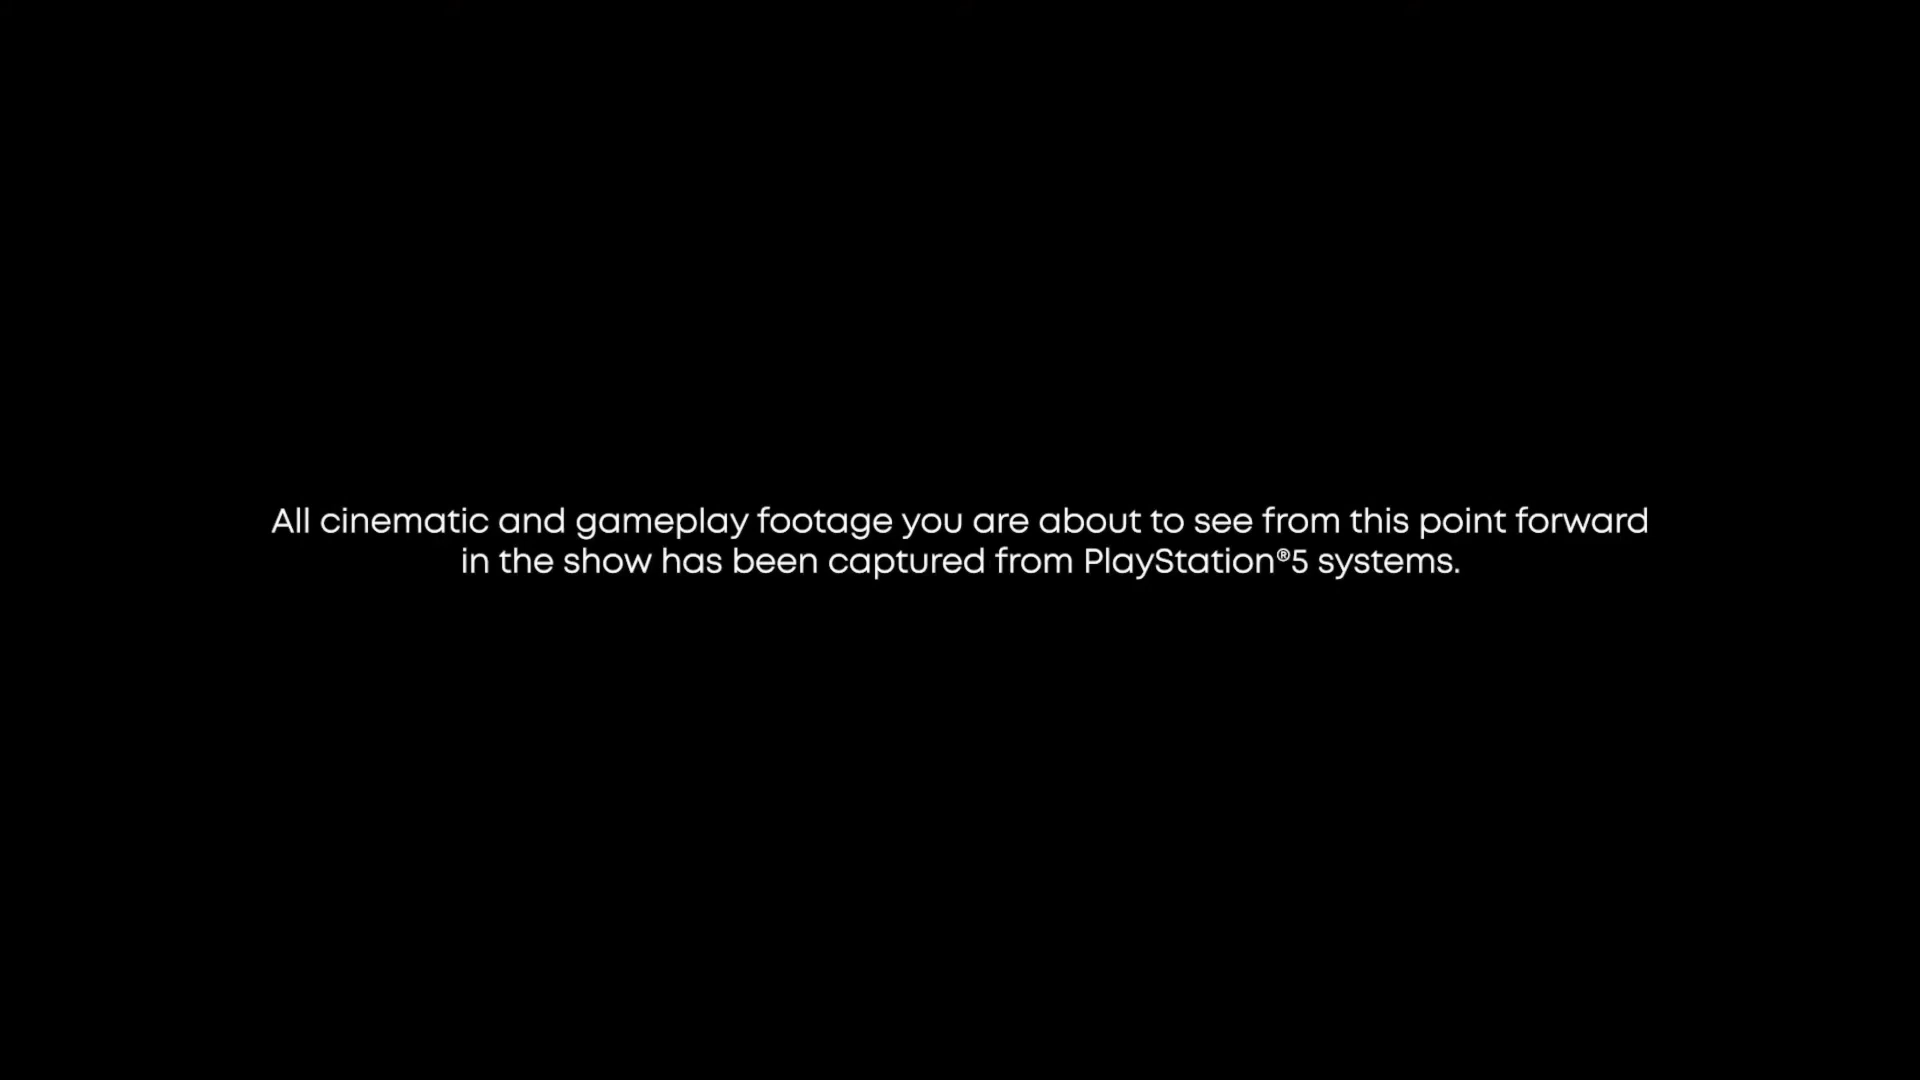 All cinematic and gameplay footage you are about to see from this point forward
in the show has been captured from PlayStation®5 systems.